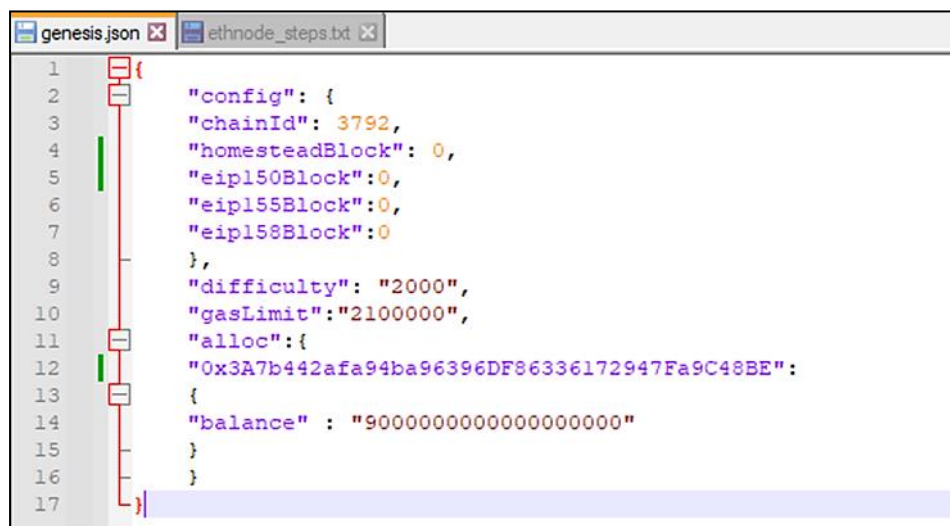 genesis.json ethnode_steps.txt
1 {
2 "config": {
3 "chainId": 3792,
4 "homesteadBlock": 0,
5 "eip150Block":0,
6 "eip155Block":0,
7 "eip158Block":0
8 },
9 "difficulty": "2000",
10 "gasLimit":"2100000",
11 "alloc":{
12 "0x3A7b442afa94ba96396DF86336172947Fa9C48BE":
13 {
14 "balance" : "9000000000000000000"
15 }
16 }
17 }